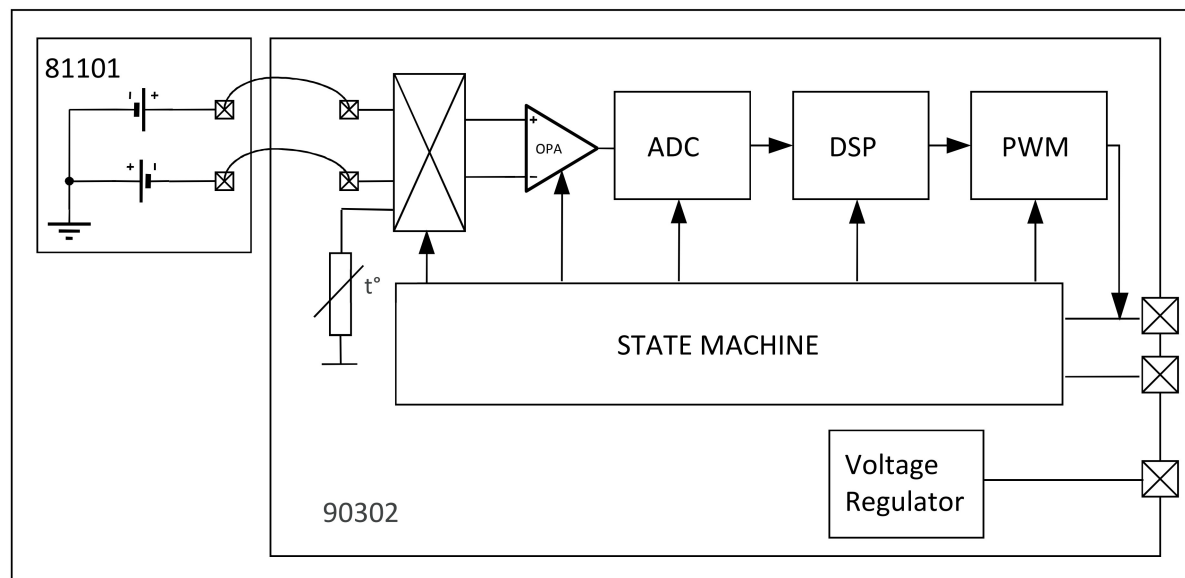 81101
- +
+ -
+
OPA
-
ADC
DSP
PWM
t°
STATE MACHINE
Voltage
Regulator
90302